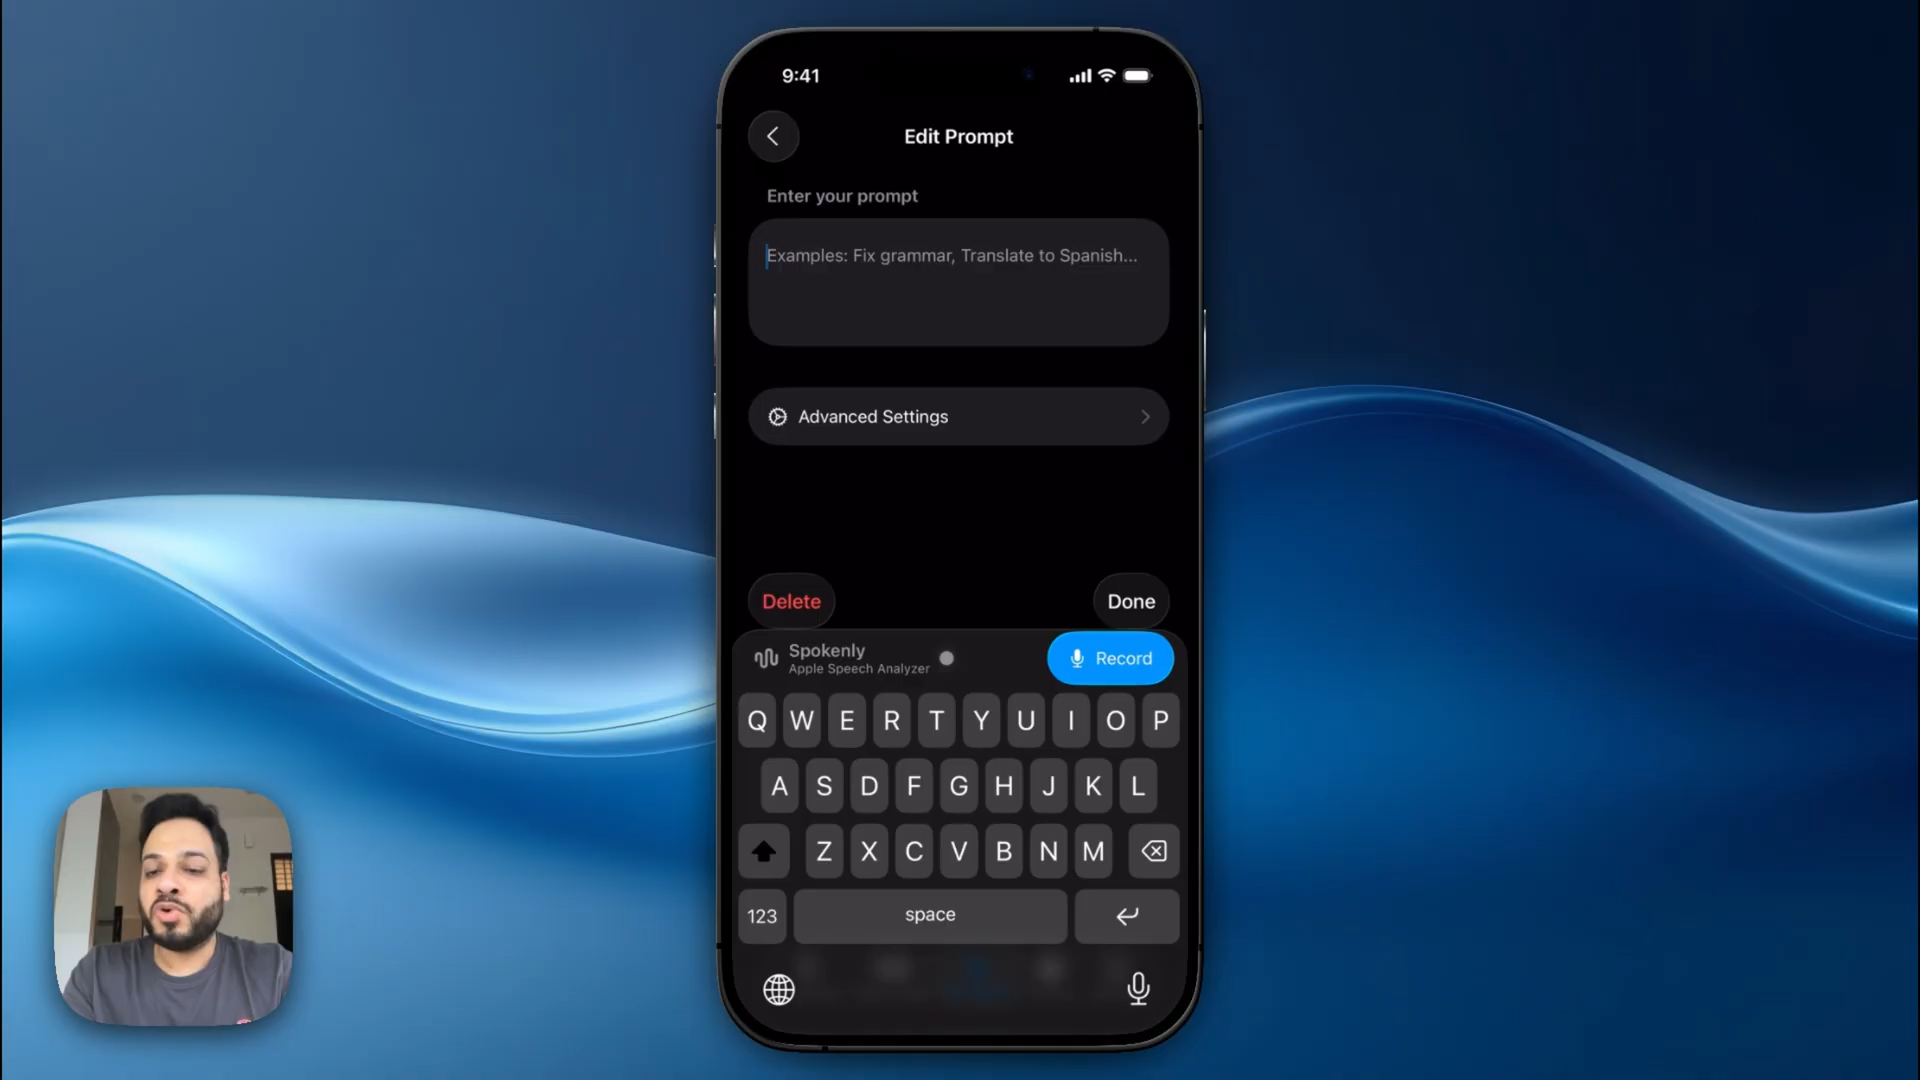 9:41
Edit Prompt
Enter your prompt
Examples: Fix grammar, Translate to Spanish...
Advanced Settings
Delete
Done
Spokenly
Apple Speech Analyzer
Record
Q W E R T Y U I O P
A S D F G H J K L
Z X C V B N M
123
space